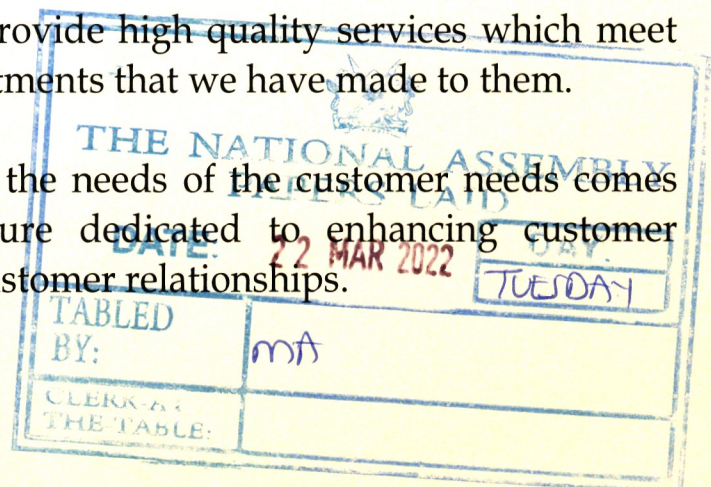 rovide high quality services which meet
tments that we have made to them.
THE NATIONAL ASSEMBLY
PAPERS LAID
the needs of the customer needs comes
ure dedicated to enhancing customer
DATE: 22 MAR 2022 DAY.
stomer relationships.
TUESDAY
TABLED
BY: MA
CLERK-AT
THE-TABLE: